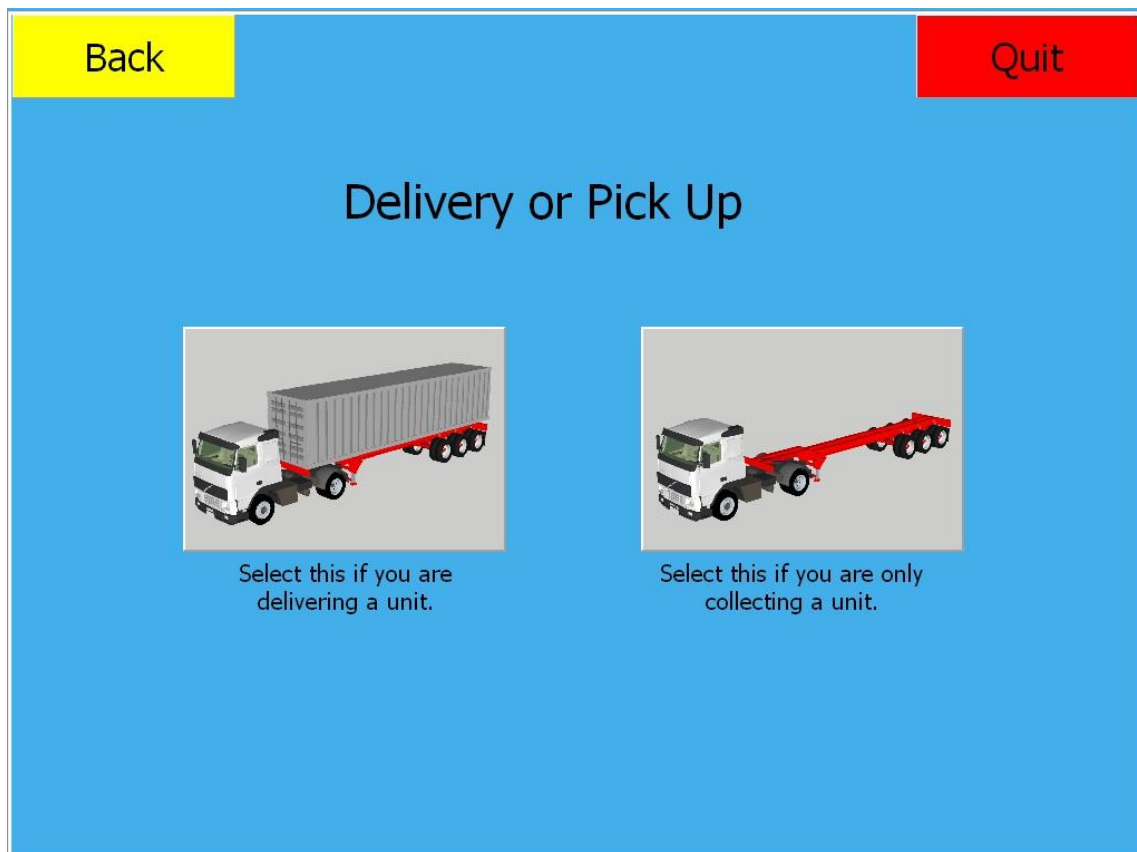 Back
Quit
Delivery or Pick Up
Select this if you are
delivering a unit.
Select this if you are only
collecting a unit.